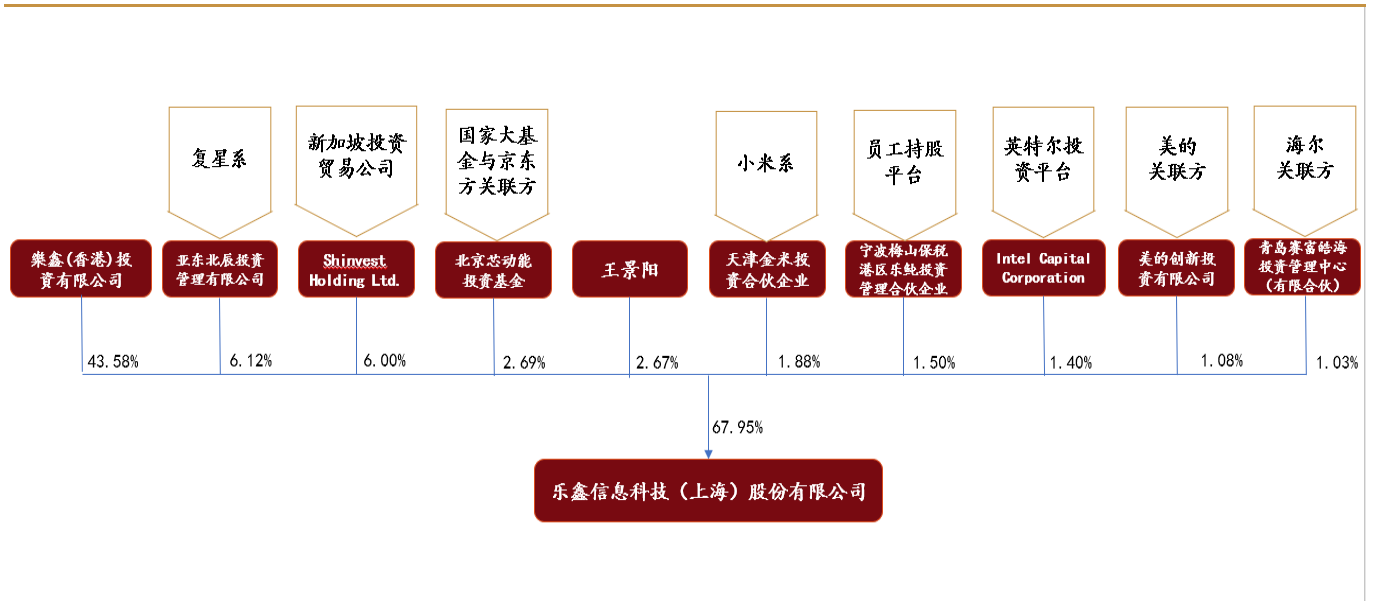 复星系
新加坡投资
贸易公司
国家大基
金与京东
方关联方
小米系
员工持股
平台
英特尔投
资平台
美的
关联方
海尔
关联方
樂鑫(香港)投
資有限公司
亚东北辰投资
管理有限公司
Shinvest
Holding Ltd.
北京芯动能
投资基金
王景阳
天津金米投
资合伙企业
宁波梅山保税
港区乐鲀投资
管理合伙企业
Intel Capital
Corporation
美的创新投
资有限公司
青岛赛富皓海
投资管理中心
(有限合伙)
43.58%
6.12%
6.00%
2.69%
2.67%
1.88%
1.50%
1.40%
1.08%
1.03%
67.95%
乐鑫信息科技（上海）股份有限公司